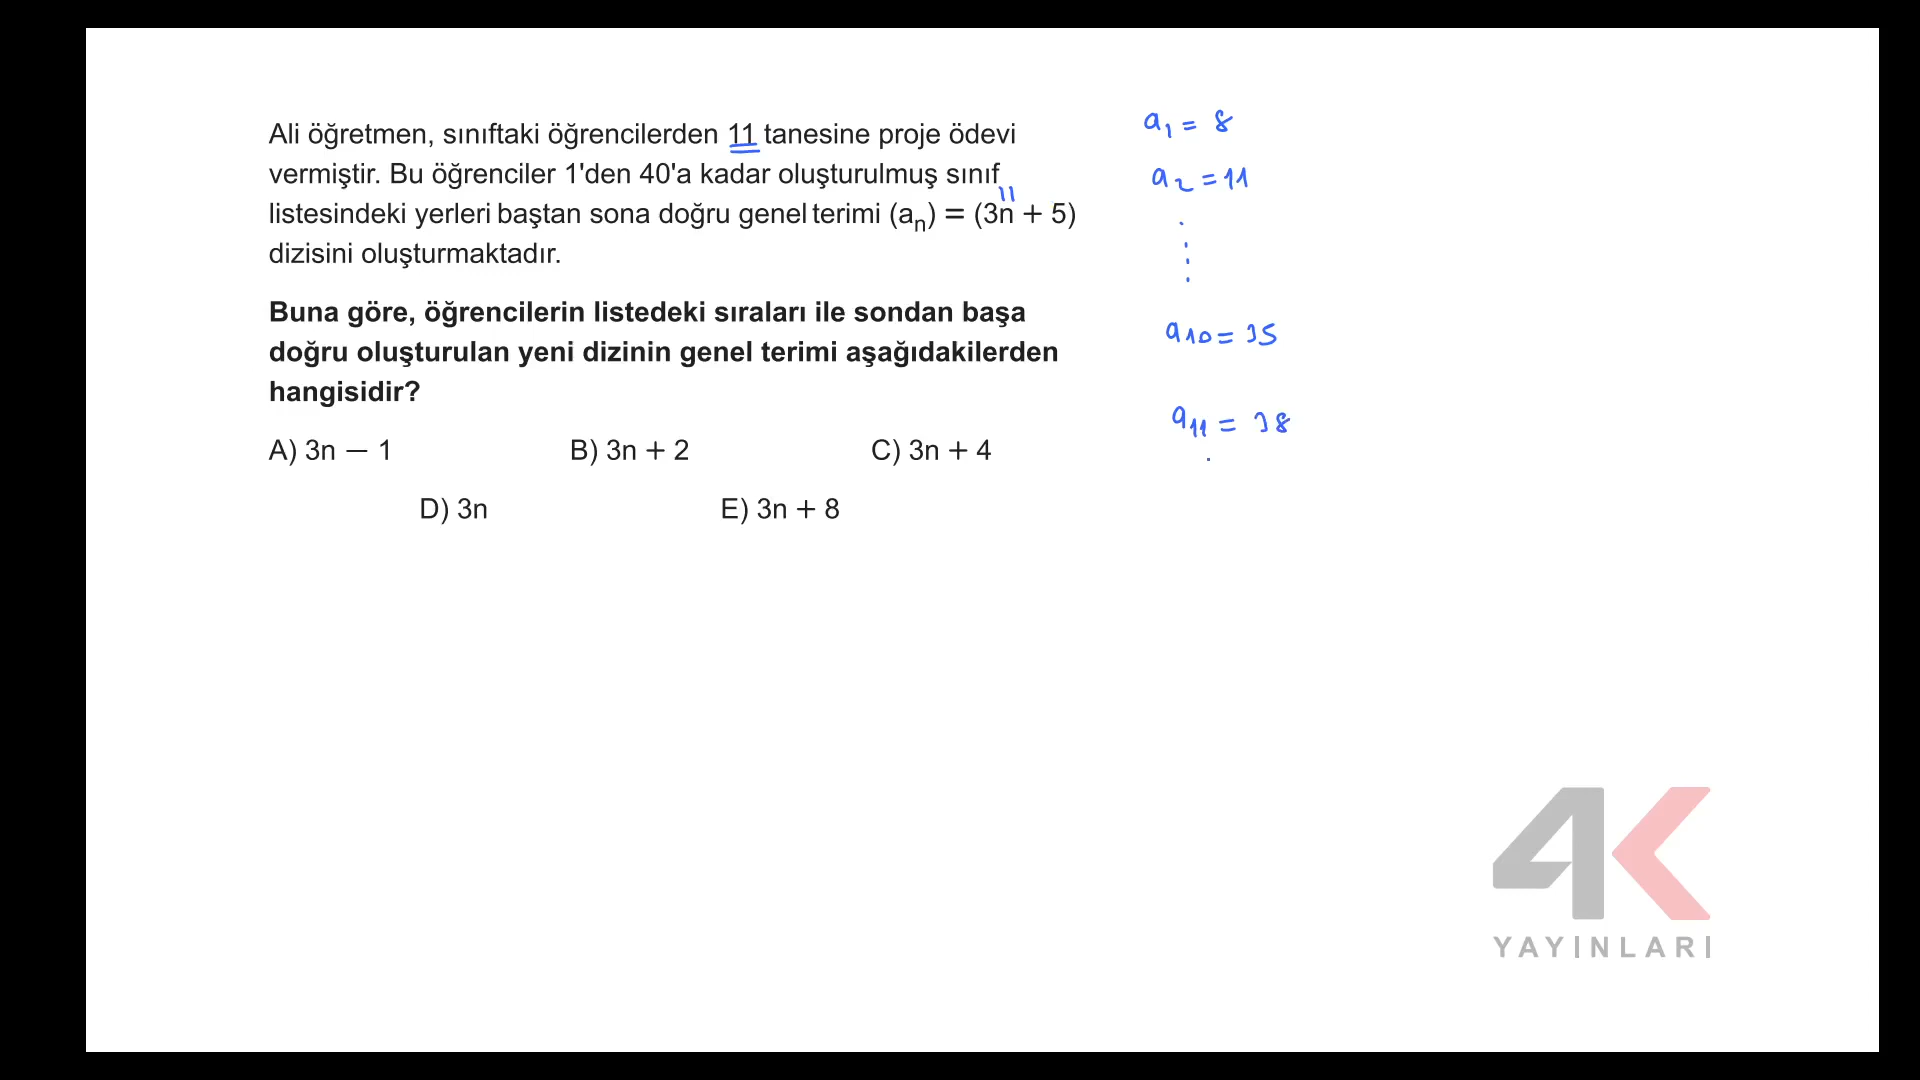 Ali öğretmen, sınıftaki öğrencilerden 11 tanesine proje ödevi
vermiştir. Bu öğrenciler 1'den 40'a kadar oluşturulmuş sınıf
11
listesindeki yerleri baştan sona doğru genel terimi (aₙ) = (3n + 5)
dizisini oluşturmaktadır.
Buna göre, öğrencilerin listedeki sıraları ile sondan başa
doğru oluşturulan yeni dizinin genel terimi aşağıdakilerden
hangisidir?
A) 3n — 1 B) 3n + 2 C) 3n + 4
D) 3n E) 3n + 8
a₁ = 8
a₂ = 11
a₁₀ = 35
a₁₁ = 38
4K
YAYINLARI